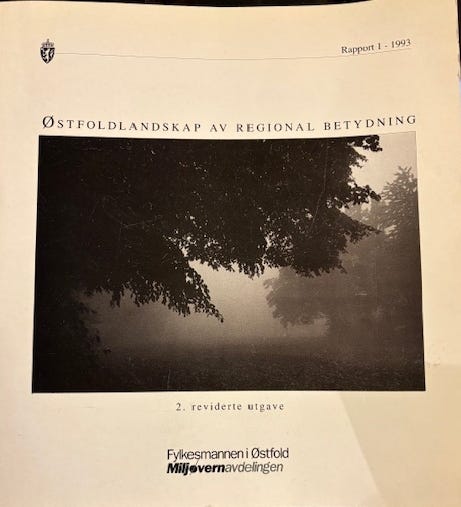 Rapport 1 - 1993
ØSTFOLDLANDSKAP AV REGIONAL BETYDNING
2. reviderte utgave
Fylkesmannen i Østfold
Miljøvernavdelingen